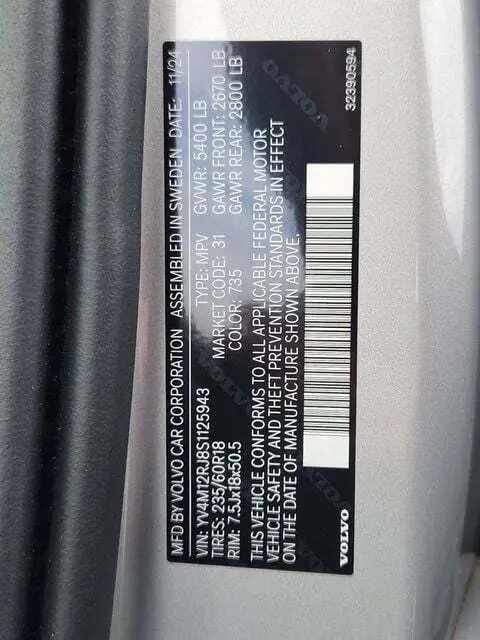 MFD BY VOLVO CAR CORPORATION ASSEMBLED IN SWEDEN DATE: 11/24
VIN: YV4M12RJ8S1125943 TYPE: MPV GVWR: 5400 LB
TIRES: 235/60R18 MARKET CODE: 31 GAWR FRONT: 2670 LB
RIM: 7.5Jx18x50.5 COLOR: 735 GAWR REAR: 2800 LB
THIS VEHICLE CONFORMS TO ALL APPLICABLE FEDERAL MOTOR
VEHICLE SAFETY AND THEFT PREVENTION STANDARDS IN EFFECT
ON THE DATE OF MANUFACTURE SHOWN ABOVE.
VOLVO 32390594